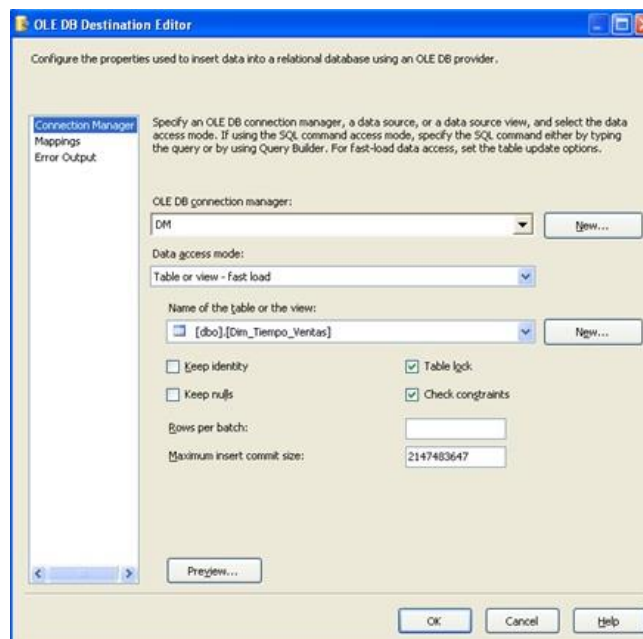 OLE DB Destination Editor
Configure the properties used to insert data into a relational database using an OLE DB provider.
Connection Manager
Mappings
Error Output
Specify an OLE DB connection manager, a data source, or a data source view, and select the data
access mode. If using the SQL command access mode, specify the SQL command either by typing
the query or by using Query Builder. For fast-load data access, set the table update options.
OLE DB connection manager:
DM
New...
Data access mode:
Table or view - fast load
Name of the table or the view:
[dbo].[Dim_Tiempo_Ventas]
New...
Keep identity
Table lock
Keep nulls
Check constraints
Rows per batch:
Maximum insert commit size:
2147483647
Preview...
OK
Cancel
Help